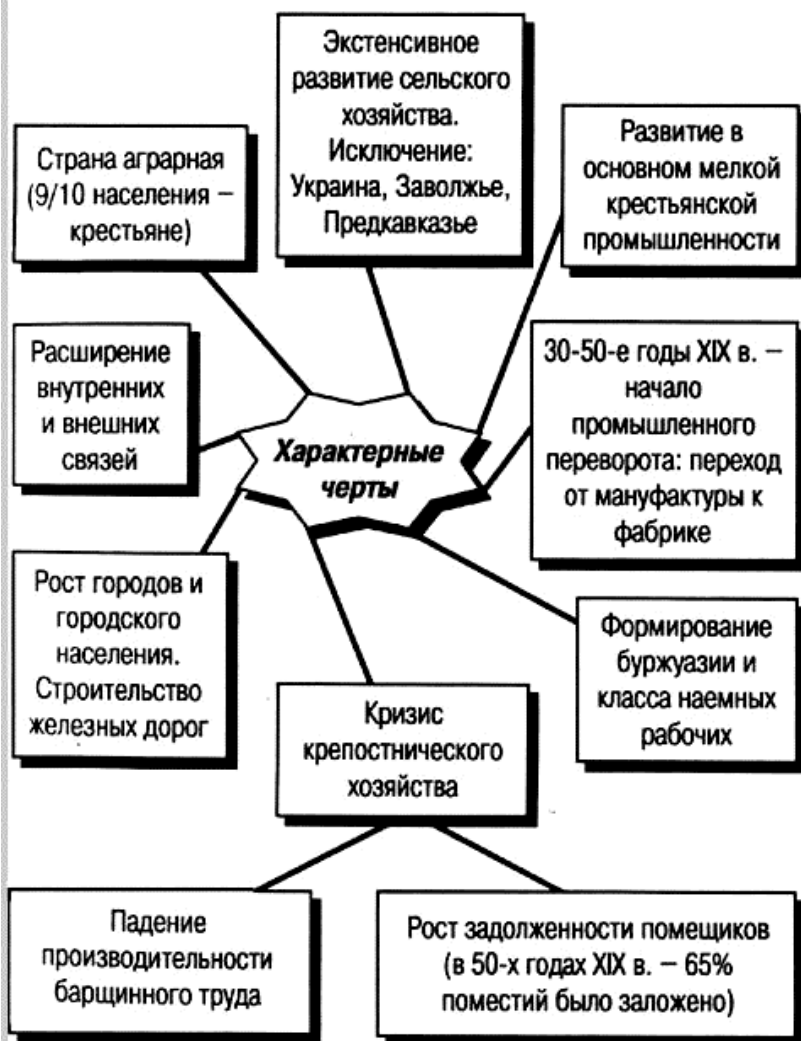 Экстенсивное
развитие сельского
хозяйства.
Исключение:
Украина, Заволжье,
Предкавказье
Страна аграрная
(9/10 населения –
крестьяне)
Развитие в
основном мелкой
крестьянской
промышленности
Расширение
внутренних
и внешних
связей
30-50-е годы XIX в. –
начало
промышленного
переворота: переход
от мануфактуры к
фабрике
Характерные
черты
Рост городов и
городского
населения.
Строительство
железных дорог
Формирование
буржуазии и
класса наемных
рабочих
Кризис
крепостнического
хозяйства
Падение
производительности
барщинного труда
Рост задолженности помещиков
(в 50-х годах XIX в. – 65%
поместий было заложено)